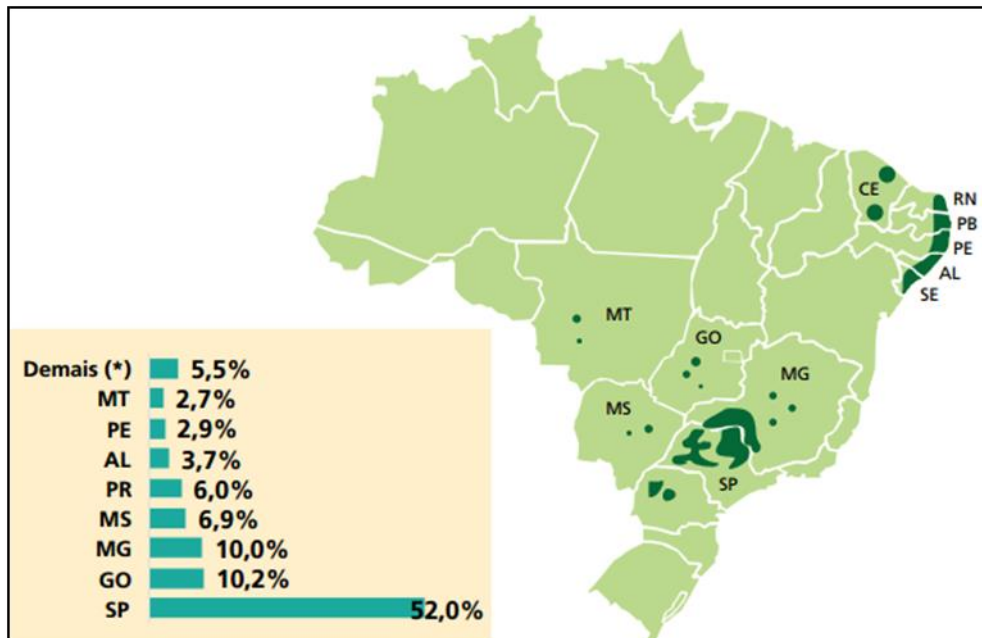 CE
RN
PB
PE
AL
SE
MT
GO
MG
MS
SP
Demais (*) 5,5%
MT 2,7%
PE 2,9%
AL 3,7%
PR 6,0%
MS 6,9%
MG 10,0%
GO 10,2%
SP 52,0%